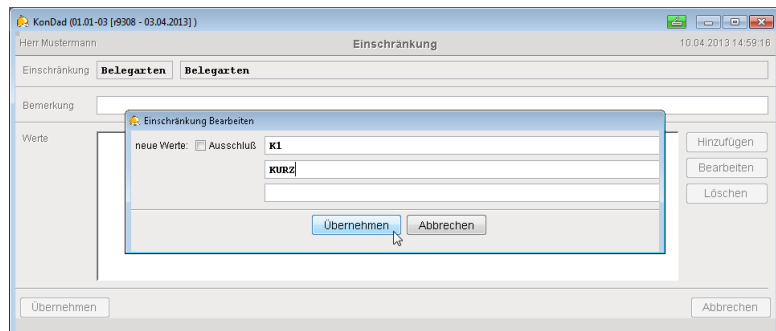 KonDad (01.01-03 [r9308 - 03.04.2013] )
Herr Mustermann Einschränkung 10.04.2013 14:59:16
Einschränkung Belegarten Belegarten
Bemerkung
Einschränkung Bearbeiten
Werte
neue Werte: Ausschluß K1
Hinzufügen
KURZ
Bearbeiten
Löschen
Übernehmen Abbrechen
Übernehmen Abbrechen